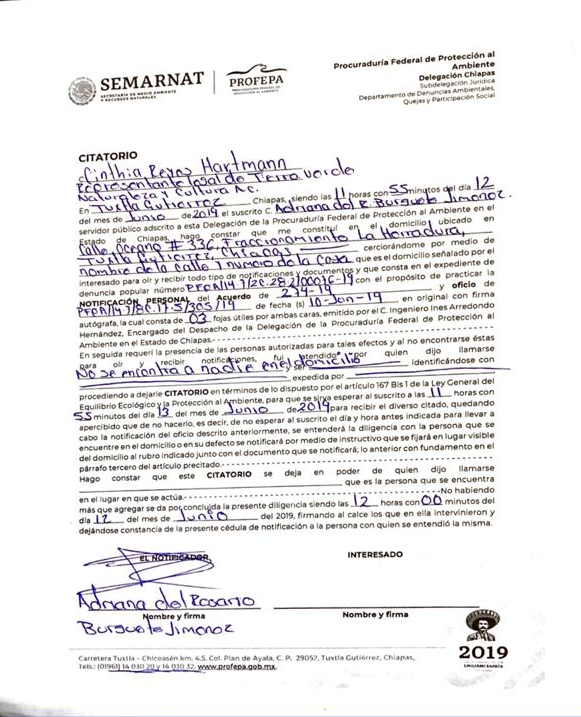 SEMARNAT
SECRETARÍA DE MEDIO AMBIENTE
Y RECURSOS NATURALES
PROFEPA
PROCURADURÍA FEDERAL DE
PROTECCIÓN AL AMBIENTE
Procuraduría Federal de Protección al
Ambiente
Delegación Chiapas
Subdelegación Jurídica
Departamento de Denuncias Ambientales,
Quejas y Participación Social
CITATORIO
Cinthia Reyes Hartmann
Representante legal de Tierra Verde
Naturaleza y Cultura A.C.
En Tuxtla Gutierrez Chiapas, siendo las 11 horas con 55 minutos del día 12
del mes de Junio de 2019 el suscrito C. Adriana del R. Burguete Jimenez.
servidor público adscrito a esta Delegación de la Procuraduría Federal de Protección al Ambiente en el
Estado de Chiapas, hago constar que me constituí en el domicilio ubicado en
Calle Oceano # 336, Fraccionamiento La Herradura,
Tuxtla Gutierrez, Chiapas cerciorándome por medio de
nombre de la calle y numero de la casa, que es el domicilio señalado por el
interesado para oír y recibir todo tipo de notificaciones y documentos y que consta en el expediente de
denuncia popular número PFPA/14.7/2C.28.2/00096-19 con el propósito de practicar la
NOTIFICACIÓN PERSONAL del Acuerdo de 234-19 y oficio de
PFPA/14.7/8C.17.5/305/19 de fecha (s) 10-Jun-19 en original con firma
autógrafa, la cual consta de 03 fojas útiles por ambas caras, emitido por el C. Ingeniero Ines Arredondo
Hernández, Encargado del Despacho de la Delegación de la Procuraduría Federal de Protección al
Ambiente en el Estado de Chiapas.
En seguida requerí la presencia de las personas autorizadas para tales efectos y al no encontrarse éstas
para oír y recibir notificaciones, fui atendido por quien dijo llamarse
No se encontra a nadie en el domicilio y ser identificándose con
expedida por
procediendo a dejarle CITATORIO en términos de lo dispuesto por el artículo 167 Bis 1 de la Ley General del
Equilibrio Ecológico y la Protección al Ambiente, para que se sirva esperar al suscrito a las 11 horas con
55 minutos del día 13 del mes de Junio de 2019 para recibir el diverso citado, quedando
apercibido que de no hacerlo, es decir, de no esperar al suscrito el día y hora antes indicada para llevar a
cabo la notificación del oficio descrito anteriormente, se entenderá la diligencia con la persona que se
encuentre en el domicilio o en su defecto se notificará por medio de instructivo que se fijará en lugar visible
del domicilio al rubro indicado junto con el documento que se notificará; lo anterior con fundamento en el
párrafo tercero del artículo precitado.
Hago constar que este CITATORIO se deja en poder de quien dijo llamarse
que es la persona que se encuentra
en el lugar en que se actúa. No habiendo
más que agregar se da por concluida la presente diligencia siendo las 12 horas con 00 minutos del
día 12 del mes de Junio del 2019, firmando al calce los que en ella intervinieron y
dejándose constancia de la presente cédula de notificación a la persona con quien se entendió la misma.
EL NOTIFICADOR
INTERESADO
Adriana del Rosario
Nombre y firma
Nombre y firma
Burguete Jimenez
2019
EMILIANO ZAPATA
Carretera Tuxtla - Chicoasén km. 4.5. Col. Plan de Ayala, C. P. 29052, Tuxtla Gutiérrez, Chiapas,
Tels.: (01961) 14 030 20 y 14 030 32. www.profepa.gob.mx.